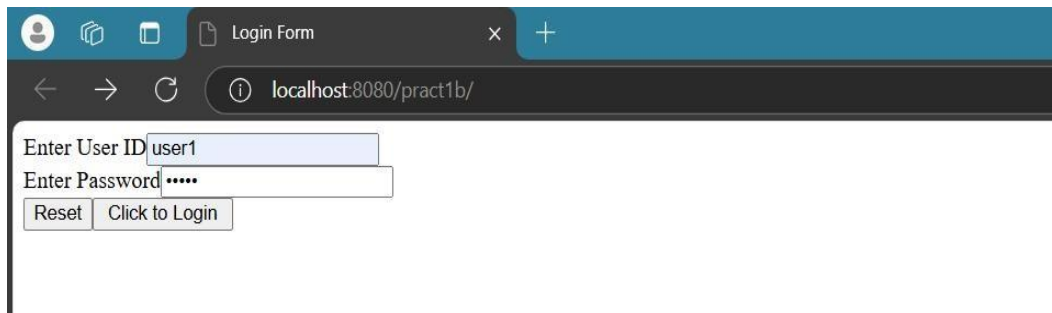 Login Form
localhost:8080/pract1b/
Enter User ID user1
Enter Password •••••
Reset Click to Login